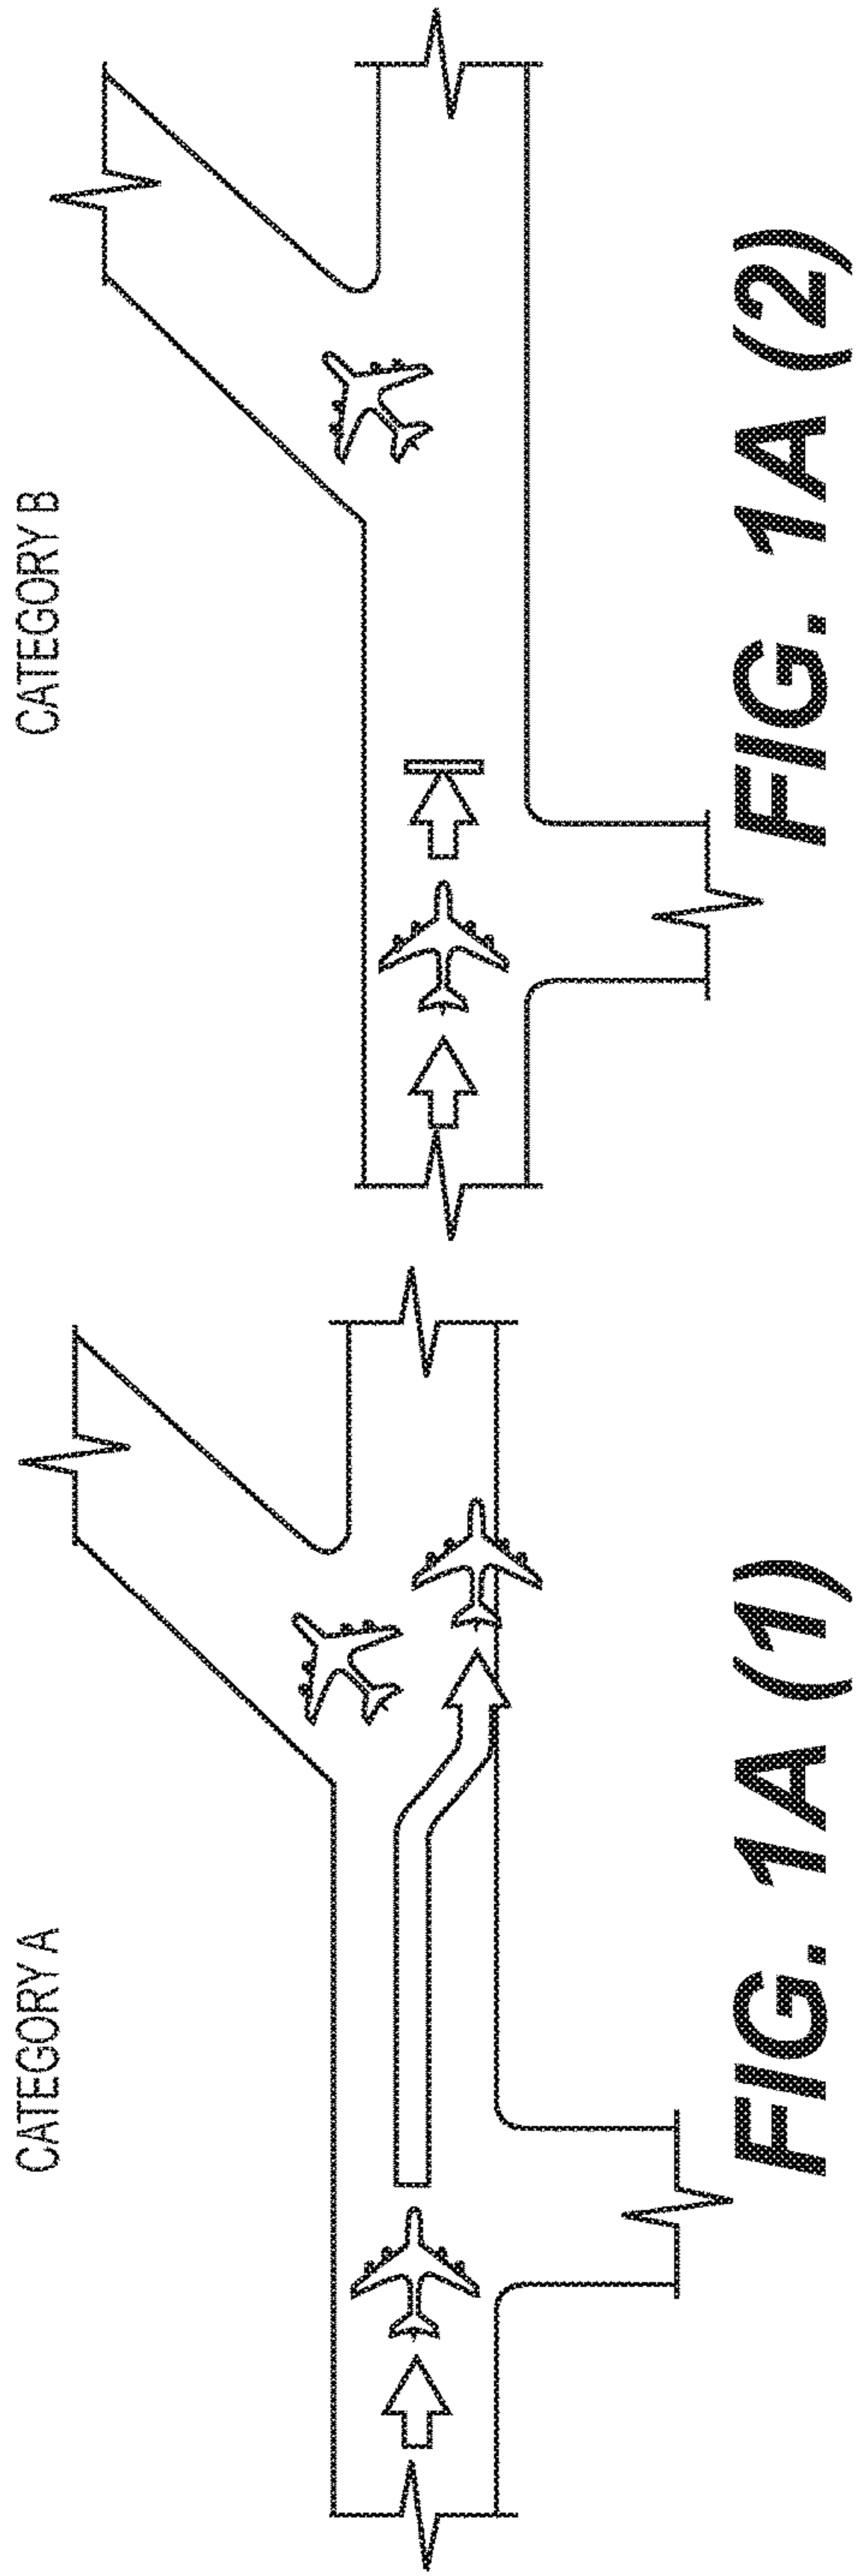 CATEGORY A
FIG. 1A (1)
CATEGORY B
FIG. 1A (2)